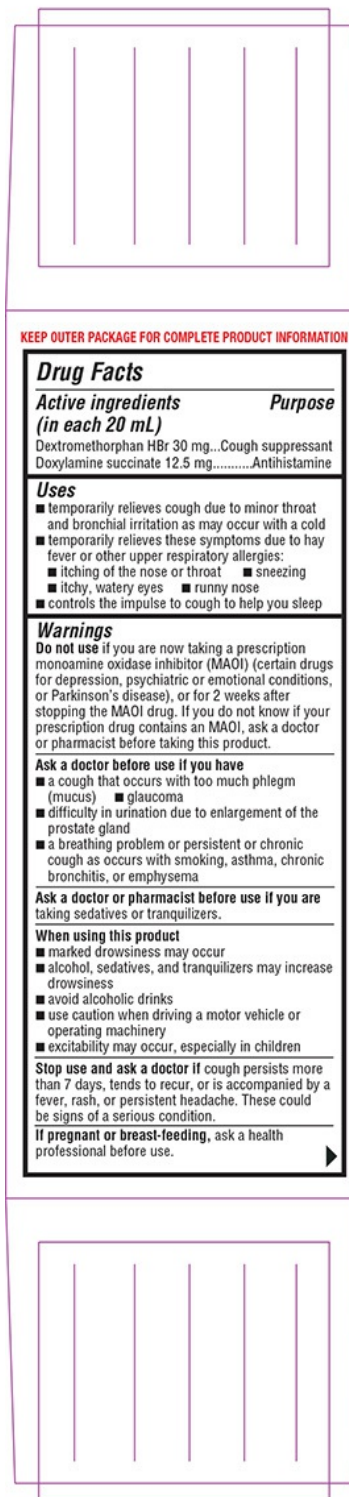 KEEP OUTER PACKAGE FOR COMPLETE PRODUCT INFORMATION
Drug Facts
Active ingredients Purpose
(in each 20 mL)
Dextromethorphan HBr 30 mg...Cough suppressant
Doxylamine succinate 12.5 mg...........Antihistamine
Uses
■ temporarily relieves cough due to minor throat
and bronchial irritation as may occur with a cold
■ temporarily relieves these symptoms due to hay
fever or other upper respiratory allergies:
■ itching of the nose or throat ■ sneezing
■ itchy, watery eyes ■ runny nose
■ controls the impulse to cough to help you sleep
Warnings
Do not use if you are now taking a prescription
monoamine oxidase inhibitor (MAOI) (certain drugs
for depression, psychiatric or emotional conditions,
or Parkinson's disease), or for 2 weeks after
stopping the MAOI drug. If you do not know if your
prescription drug contains an MAOI, ask a doctor
or pharmacist before taking this product.
Ask a doctor before use if you have
■ a cough that occurs with too much phlegm
(mucus) ■ glaucoma
■ difficulty in urination due to enlargement of the
prostate gland
■ a breathing problem or persistent or chronic
cough as occurs with smoking, asthma, chronic
bronchitis, or emphysema
Ask a doctor or pharmacist before use if you are
taking sedatives or tranquilizers.
When using this product
■ marked drowsiness may occur
■ alcohol, sedatives, and tranquilizers may increase
drowsiness
■ avoid alcoholic drinks
■ use caution when driving a motor vehicle or
operating machinery
■ excitability may occur, especially in children
Stop use and ask a doctor if cough persists more
than 7 days, tends to recur, or is accompanied by a
fever, rash, or persistent headache. These could
be signs of a serious condition.
If pregnant or breast-feeding, ask a health
professional before use.